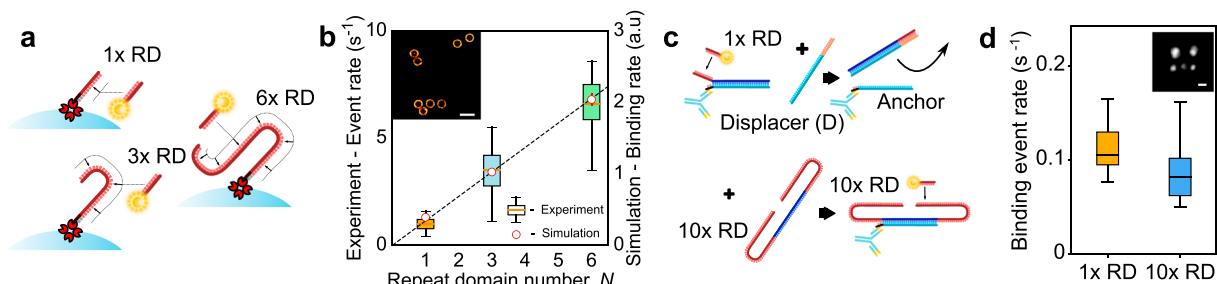 a
1x RD
6x RD
3x RD
b
Experiment - Event rate (s⁻¹)
10
5
0
3
2
1
0
Simulation - Binding rate (a.u)
- Experiment
- Simulation
1 2 3 4 5 6
Repeat domain number, N
c
1x RD
+
Displacer (D)
Anchor
+
10x RD
10x RD
d
Binding event rate (s⁻¹)
0.2
0.1
0
1x RD 10x RD